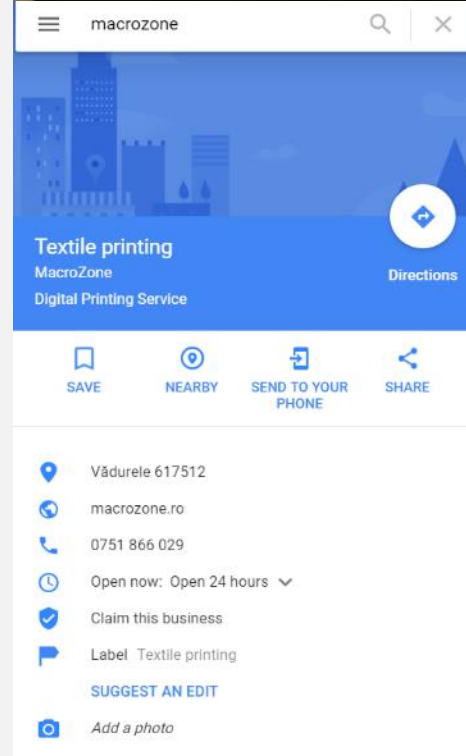 macrozone
Textile printing
MacroZone
Directions
Digital Printing Service
SAVE
NEARBY
SEND TO YOUR
PHONE
SHARE
Vădurele 617512
macrozone.ro
0751 866 029
Open now: Open 24 hours
Claim this business
Label Textile printing
SUGGEST AN EDIT
Add a photo